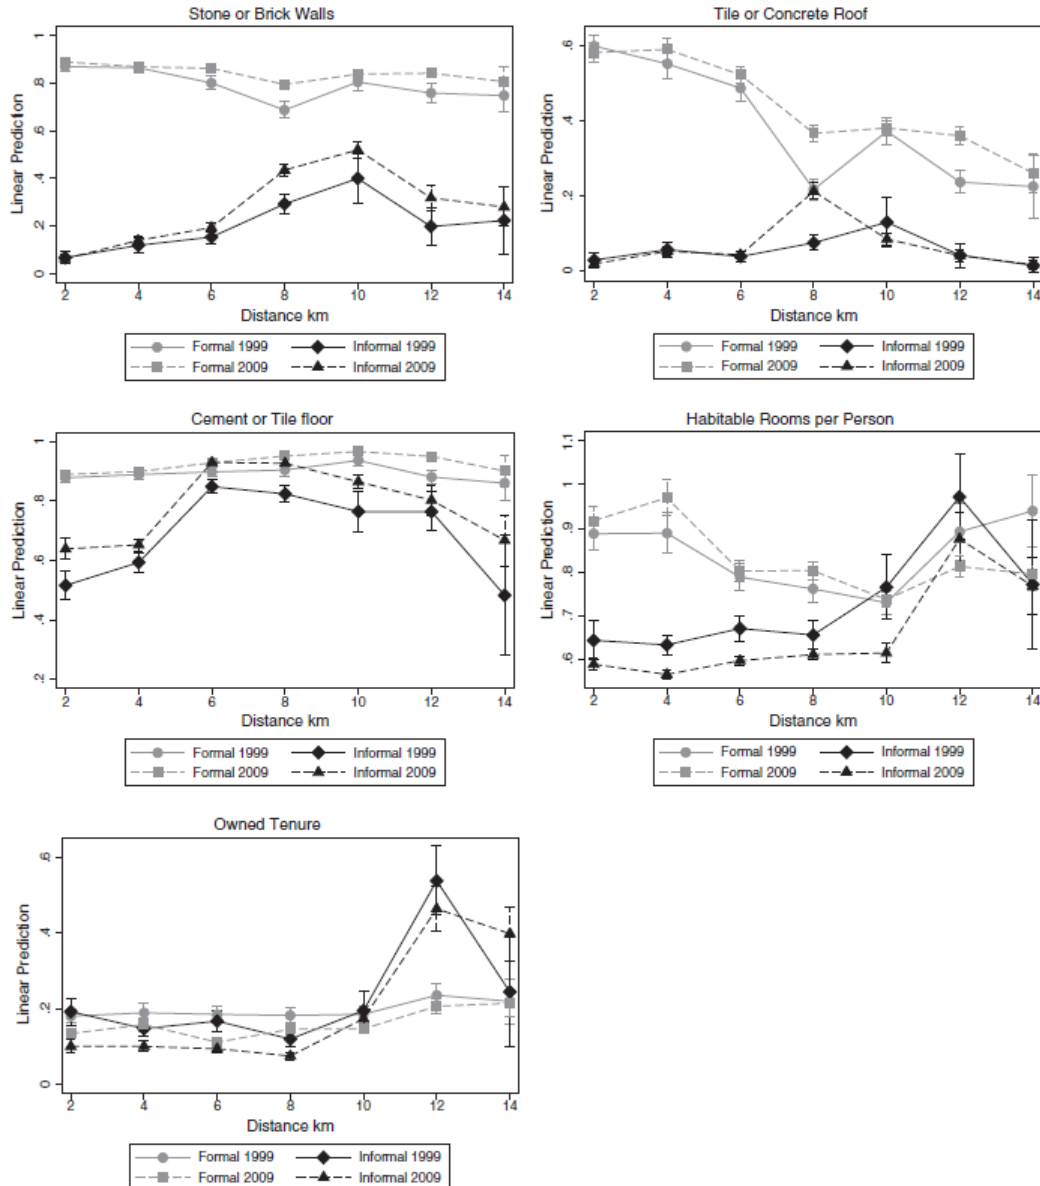 Stone or Brick Walls
Linear Prediction
1
.8
.6
.4
.2
0
2 4 6 8 10 12 14
Distance km
Formal 1999 Informal 1999
Formal 2009 Informal 2009
Tile or Concrete Roof
Linear Prediction
.6
.4
.2
0
2 4 6 8 10 12 14
Distance km
Formal 1999 Informal 1999
Formal 2009 Informal 2009
Cement or Tile floor
Linear Prediction
1
.8
.6
.4
.2
2 4 6 8 10 12 14
Distance km
Formal 1999 Informal 1999
Formal 2009 Informal 2009
Habitable Rooms per Person
Linear Prediction
1.1
1
.9
.8
.7
.6
2 4 6 8 10 12 14
Distance km
Formal 1999 Informal 1999
Formal 2009 Informal 2009
Owned Tenure
Linear Prediction
.6
.4
.2
0
2 4 6 8 10 12 14
Distance km
Formal 1999 Informal 1999
Formal 2009 Informal 2009